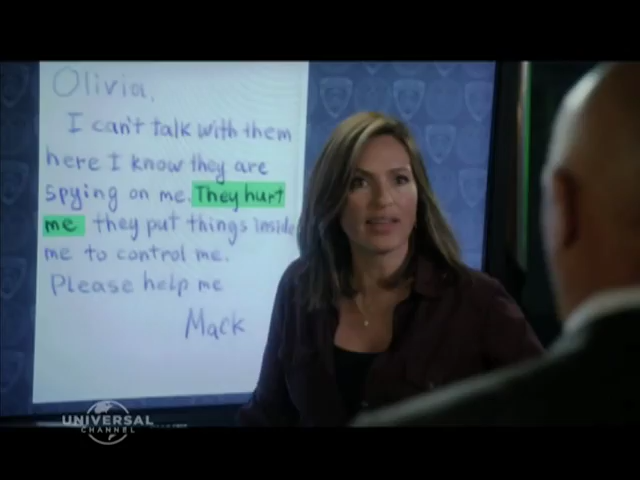 Olivia,
I can't talk with them
here I know they are
spying on me. They hurt
me they put things inside
me to control me.
Please help me
Mack
UNIVERSAL
CHANNEL